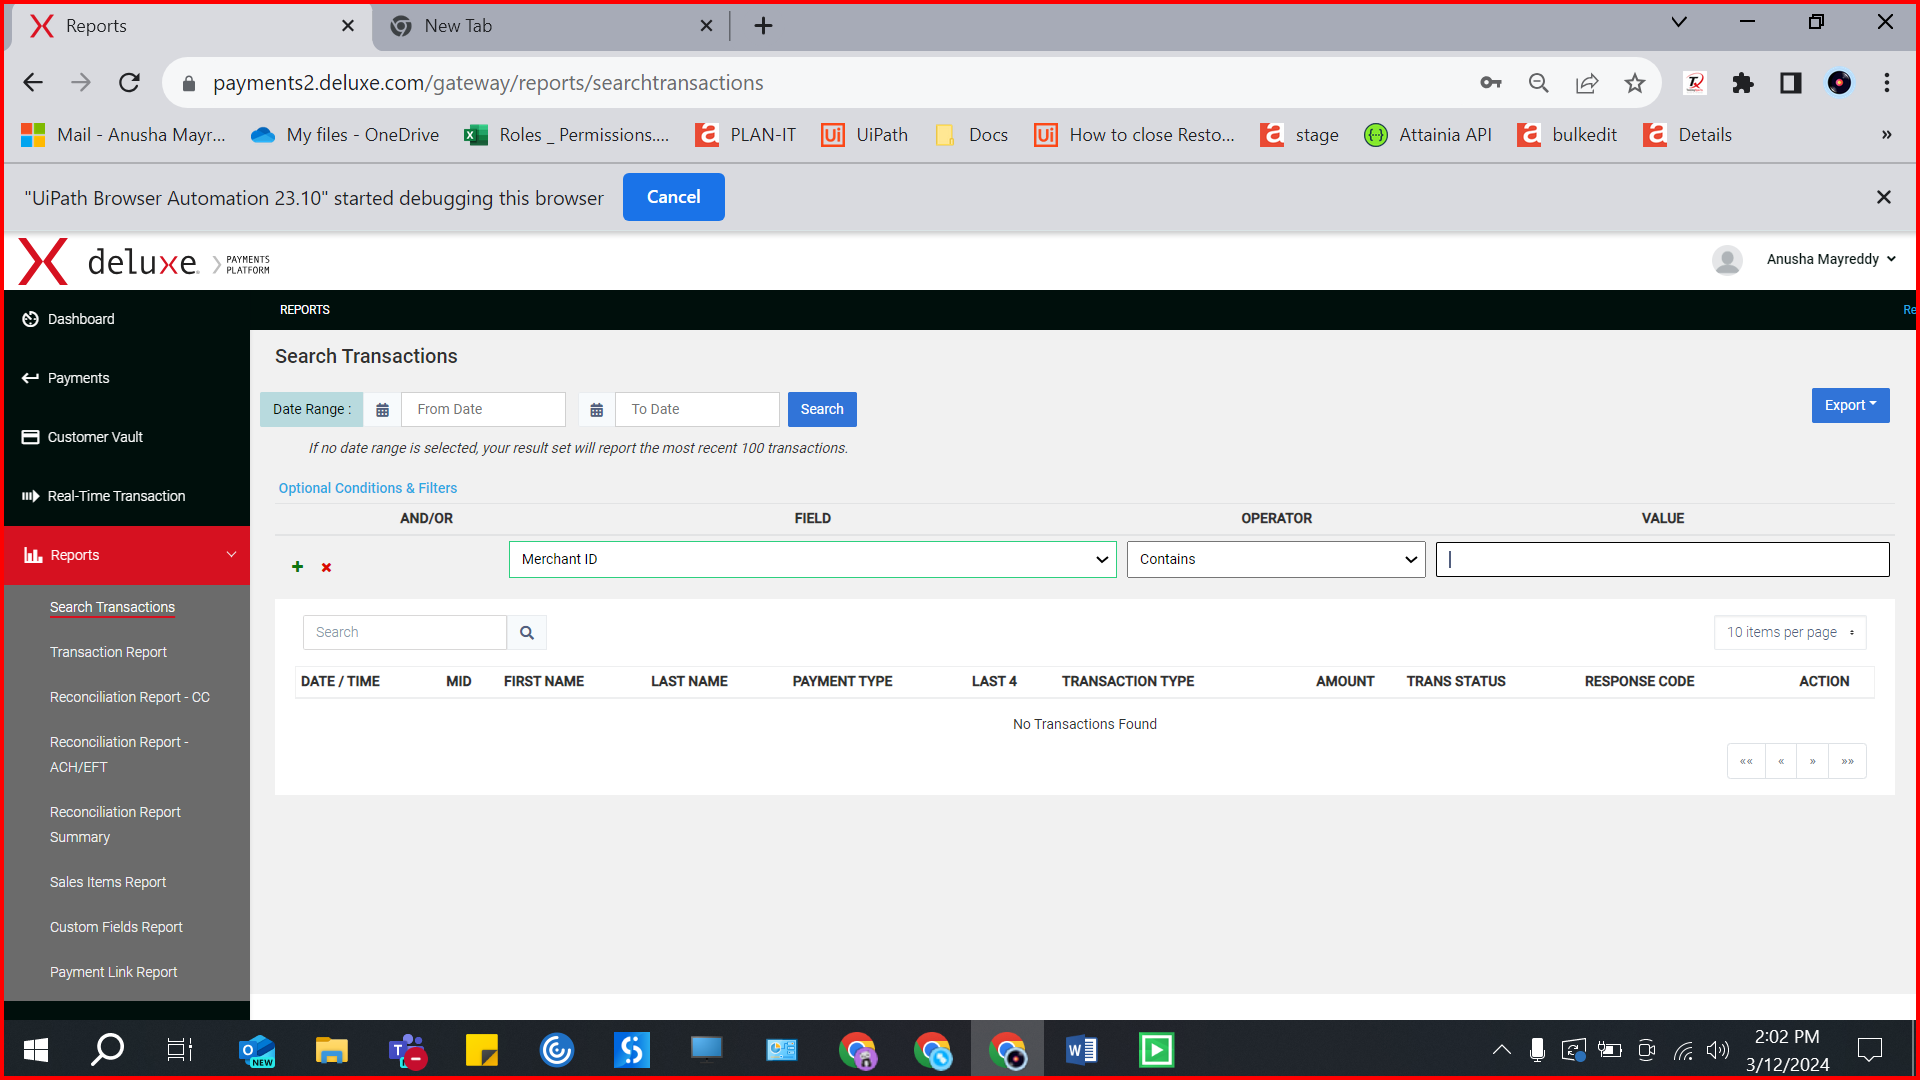 Reports
New Tab
payments2.deluxe.com/gateway/reports/searchtransactions
Mail - Anusha Mayr...
My files - OneDrive
Roles _ Permissions....
PLAN-IT
UiPath
Docs
How to close Resto...
stage
Attainia API
bulkedit
Details
»
"UiPath Browser Automation 23.10" started debugging this browser
Cancel
deluxe.
PAYMENTS
PLATFORM
Anusha Mayreddy
Dashboard
REPORTS
Re
Payments
Customer Vault
Real-Time Transaction
Reports
Search Transactions
Transaction Report
Reconciliation Report - CC
Reconciliation Report -
ACH/EFT
Reconciliation Report
Summary
Sales Items Report
Custom Fields Report
Payment Link Report
Search Transactions
Date Range :
From Date
To Date
Search
Export
If no date range is selected, your result set will report the most recent 100 transactions.
Optional Conditions & Filters
AND/OR
FIELD
OPERATOR
VALUE
Merchant ID
Contains
Search
10 items per page
DATE / TIME
MID
FIRST NAME
LAST NAME
PAYMENT TYPE
LAST 4
TRANSACTION TYPE
AMOUNT
TRANS STATUS
RESPONSE CODE
ACTION
No Transactions Found
««
«
»
»»
NEW
2:02 PM
3/12/2024